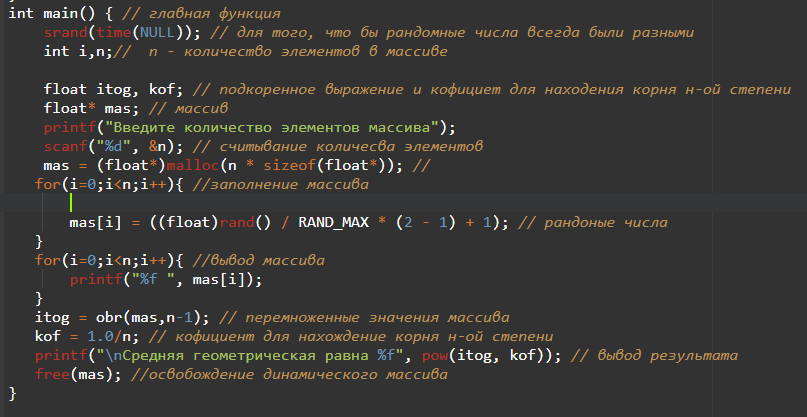 int main() { // главная функция
srand(time(NULL)); // для того, что бы рандомные числа всегда были разными
int i,n;// n - количество элементов в массиве
float itog, kof; // подкоренное выражение и кофициет для находения корня н-ой степени
float* mas; // массив
printf("Введите количество элементов массива");
scanf("%d", &n); // считывание количесва элементов
mas = (float*)malloc(n * sizeof(float*)); //
for(i=0;i<n;i++){ //заполнение массива
mas[i] = ((float)rand() / RAND_MAX * (2 - 1) + 1); // рандоные числа
}
for(i=0;i<n;i++){ //вывод массива
printf("%f ", mas[i]);
}
itog = obr(mas,n-1); // перемноженные значения массива
kof = 1.0/n; // кофициент для нахождение корня н-ой степени
printf("\nСредняя геометрическая равна %f", pow(itog, kof)); // вывод результата
free(mas); //освобождение динамического массива
}